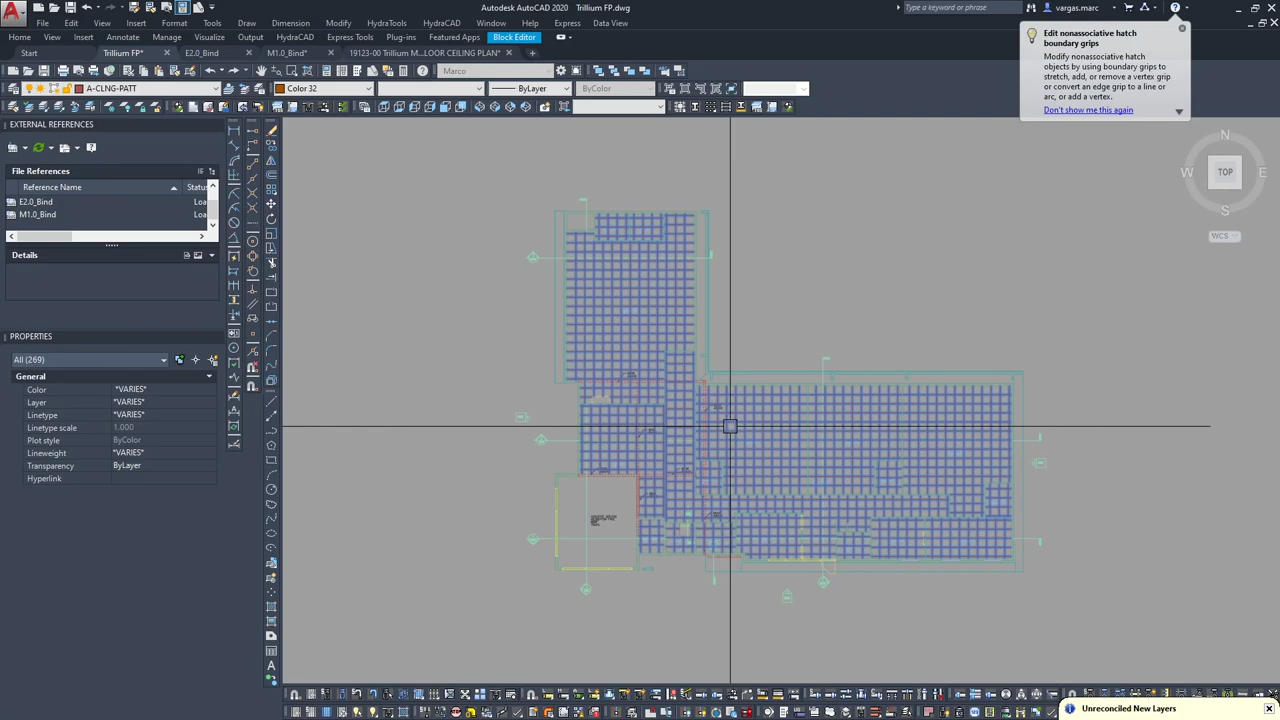 Autodesk AutoCAD 2020 Trillium FP.dwg
Type a keyword or phrase
vargas.marc
File Edit View Insert Format Tools Draw Dimension Modify HydraTools HydraCAD Window Help Express Data View
Home Insert Annotate Manage Visualize Output HydraCAD Plug-ins Featured Apps Block Editor
Start Trillium FP* E2.0_Bind* M1.0_Bind* 19123-00 Trillium M...LOOR CEILING PLAN*
Marco
A-CLNG-PATT Color 32 ByLayer ByColor
Edit nonassociative hatch
boundary grips
Modify nonassociative hatch
objects by using boundary grips to
stretch, add, or remove a vertex grip
or convert an edge grip to a line or
arc, or add a vertex.
Don't show me this again
EXTERNAL REFERENCES
File References
Reference Name Status
E2.0_Bind Loa
M1.0_Bind Loa
Details
PROPERTIES
All (269)
General
Color *VARIES*
Layer *VARIES*
Linetype *VARIES*
Linetype scale 1.000
Plot style ByColor
Lineweight *VARIES*
Transparency ByLayer
Hyperlink
N
W TOP E
S
WCS
Unreconciled New Layers